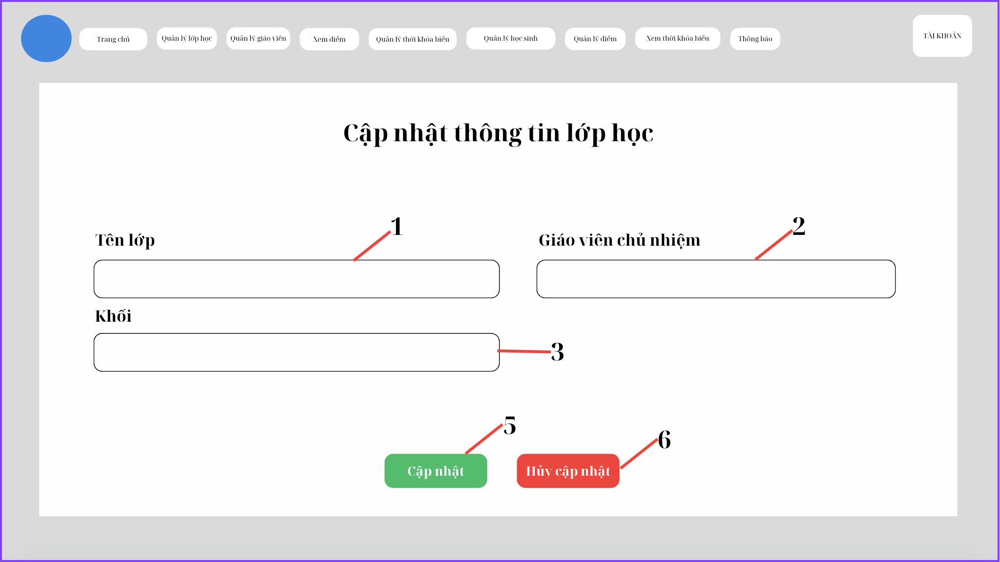 Trang chủ
Quản lý lớp học
Quản lý giáo viên
Xem điểm
Quản lý thời khóa biểu
Quản lý học sinh
Quản lý điểm
Xem thời khóa biểu
Thông báo
TÀI KHOẢN
Cập nhật thông tin lớp học
1
2
Tên lớp
Giáo viên chủ nhiệm
Khối
3
5
6
Cập nhật
Hủy cập nhật